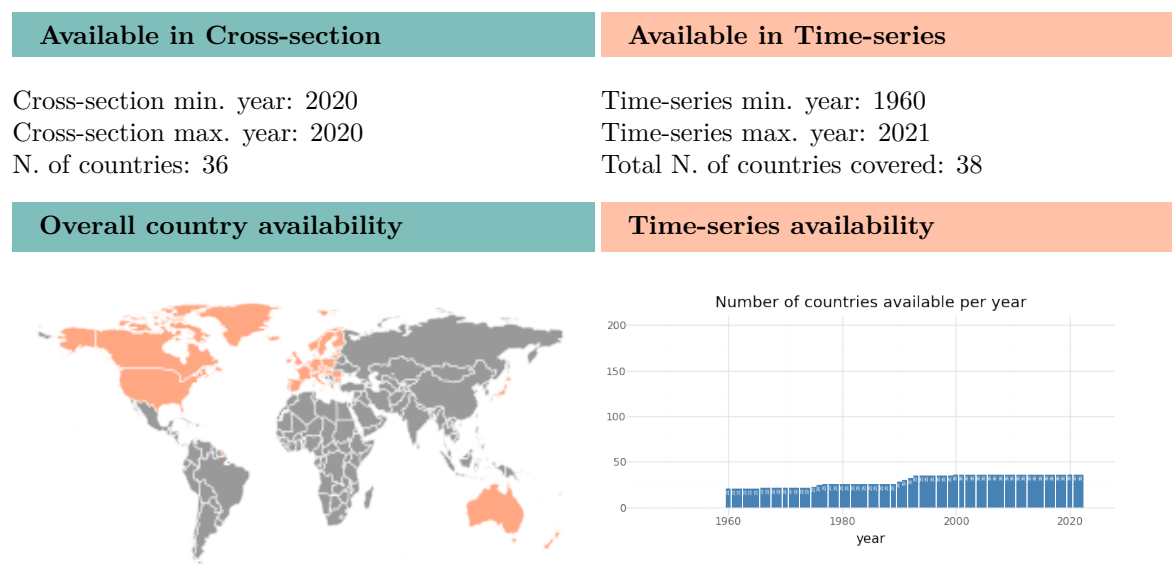 Available in Cross-section
Available in Time-series
Cross-section min. year: 2020
Cross-section max. year: 2020
N. of countries: 36
Time-series min. year: 1960
Time-series max. year: 2021
Total N. of countries covered: 38
Overall country availability
Time-series availability
Number of countries available per year
200
150
100
50
0
1960 1980 2000 2020
year